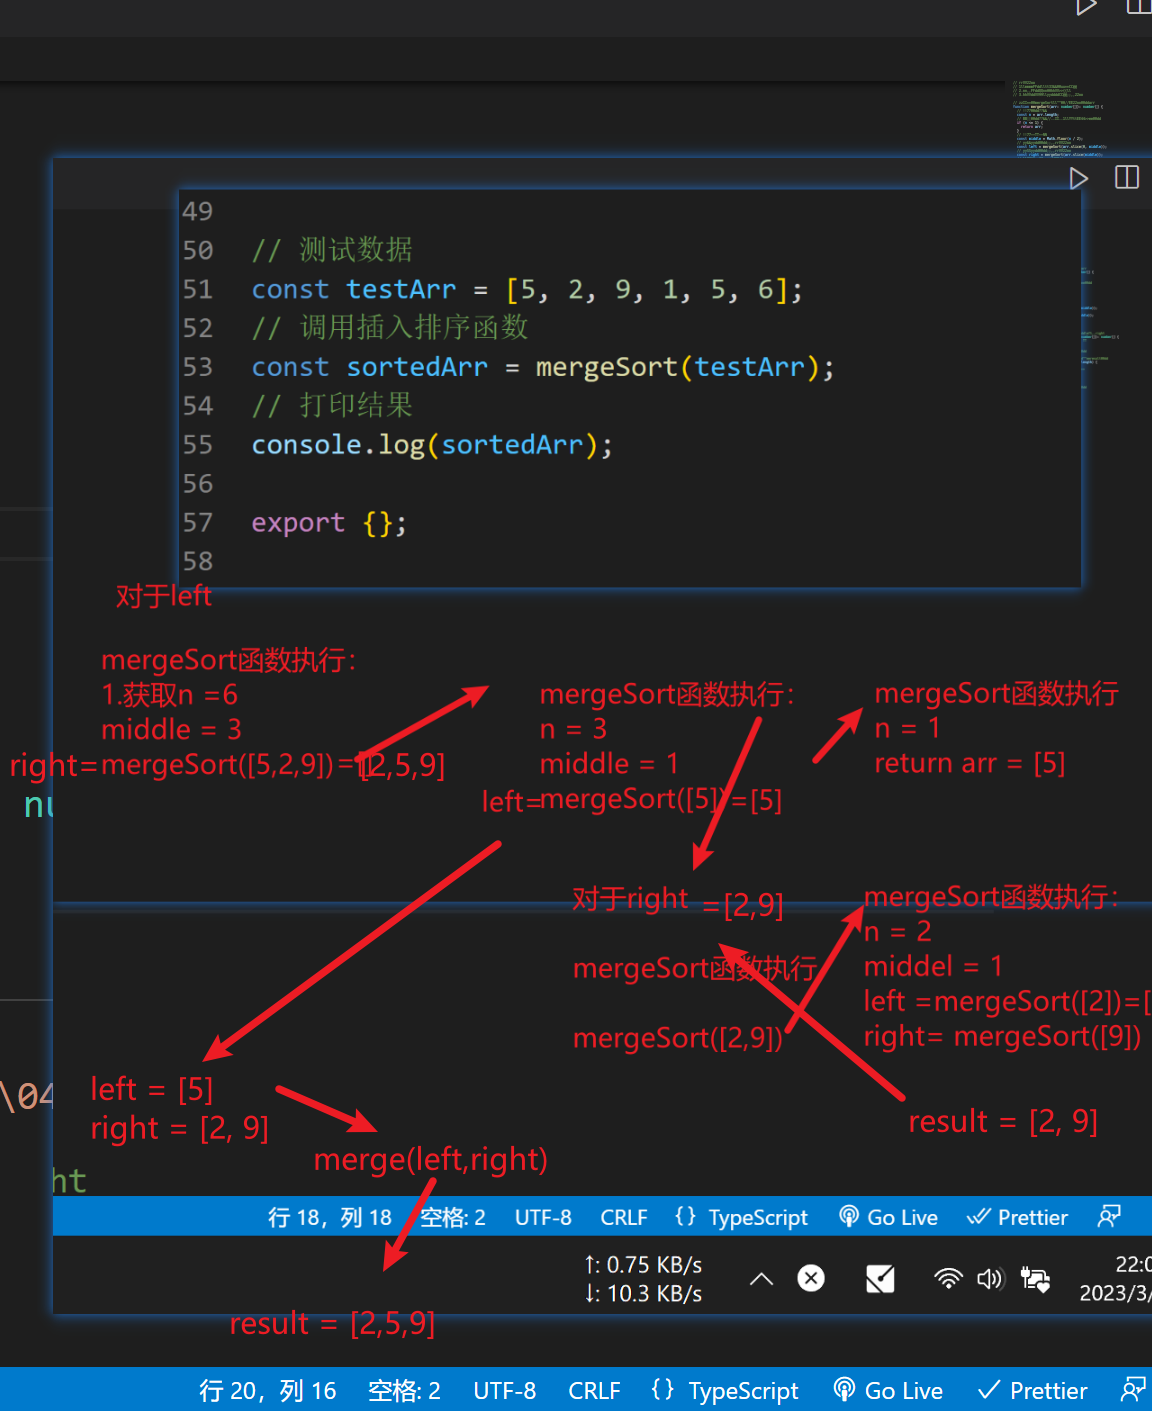 49
50 // 测试数据
51 const testArr = [5, 2, 9, 1, 5, 6];
52 // 调用插入排序函数
53 const sortedArr = mergeSort(testArr);
54 // 打印结果
55 console.log(sortedArr);
56
57 export {};
58
对于left
mergeSort函数执行:
1.获取n =6
middle = 3
right=mergeSort([5,2,9])=[2,5,9]
mergeSort函数执行:
n = 3
middle = 1
left=mergeSort([5])=[5]
mergeSort函数执行
n = 1
return arr = [5]
对于right =[2,9]
mergeSort函数执行
mergeSort([2,9])
mergeSort函数执行:
n = 2
middel = 1
left =mergeSort([2])=[
right= mergeSort([9])
result = [2, 9]
left = [5]
right = [2, 9]
merge(left,right)
result = [2,5,9]
nu
\04
ht
行 18，列 18 空格: 2 UTF-8 CRLF {} TypeScript Go Live Prettier
↑: 0.75 KB/s
↓: 10.3 KB/s
22:0
2023/3/
行 20，列 16 空格: 2 UTF-8 CRLF {} TypeScript Go Live Prettier